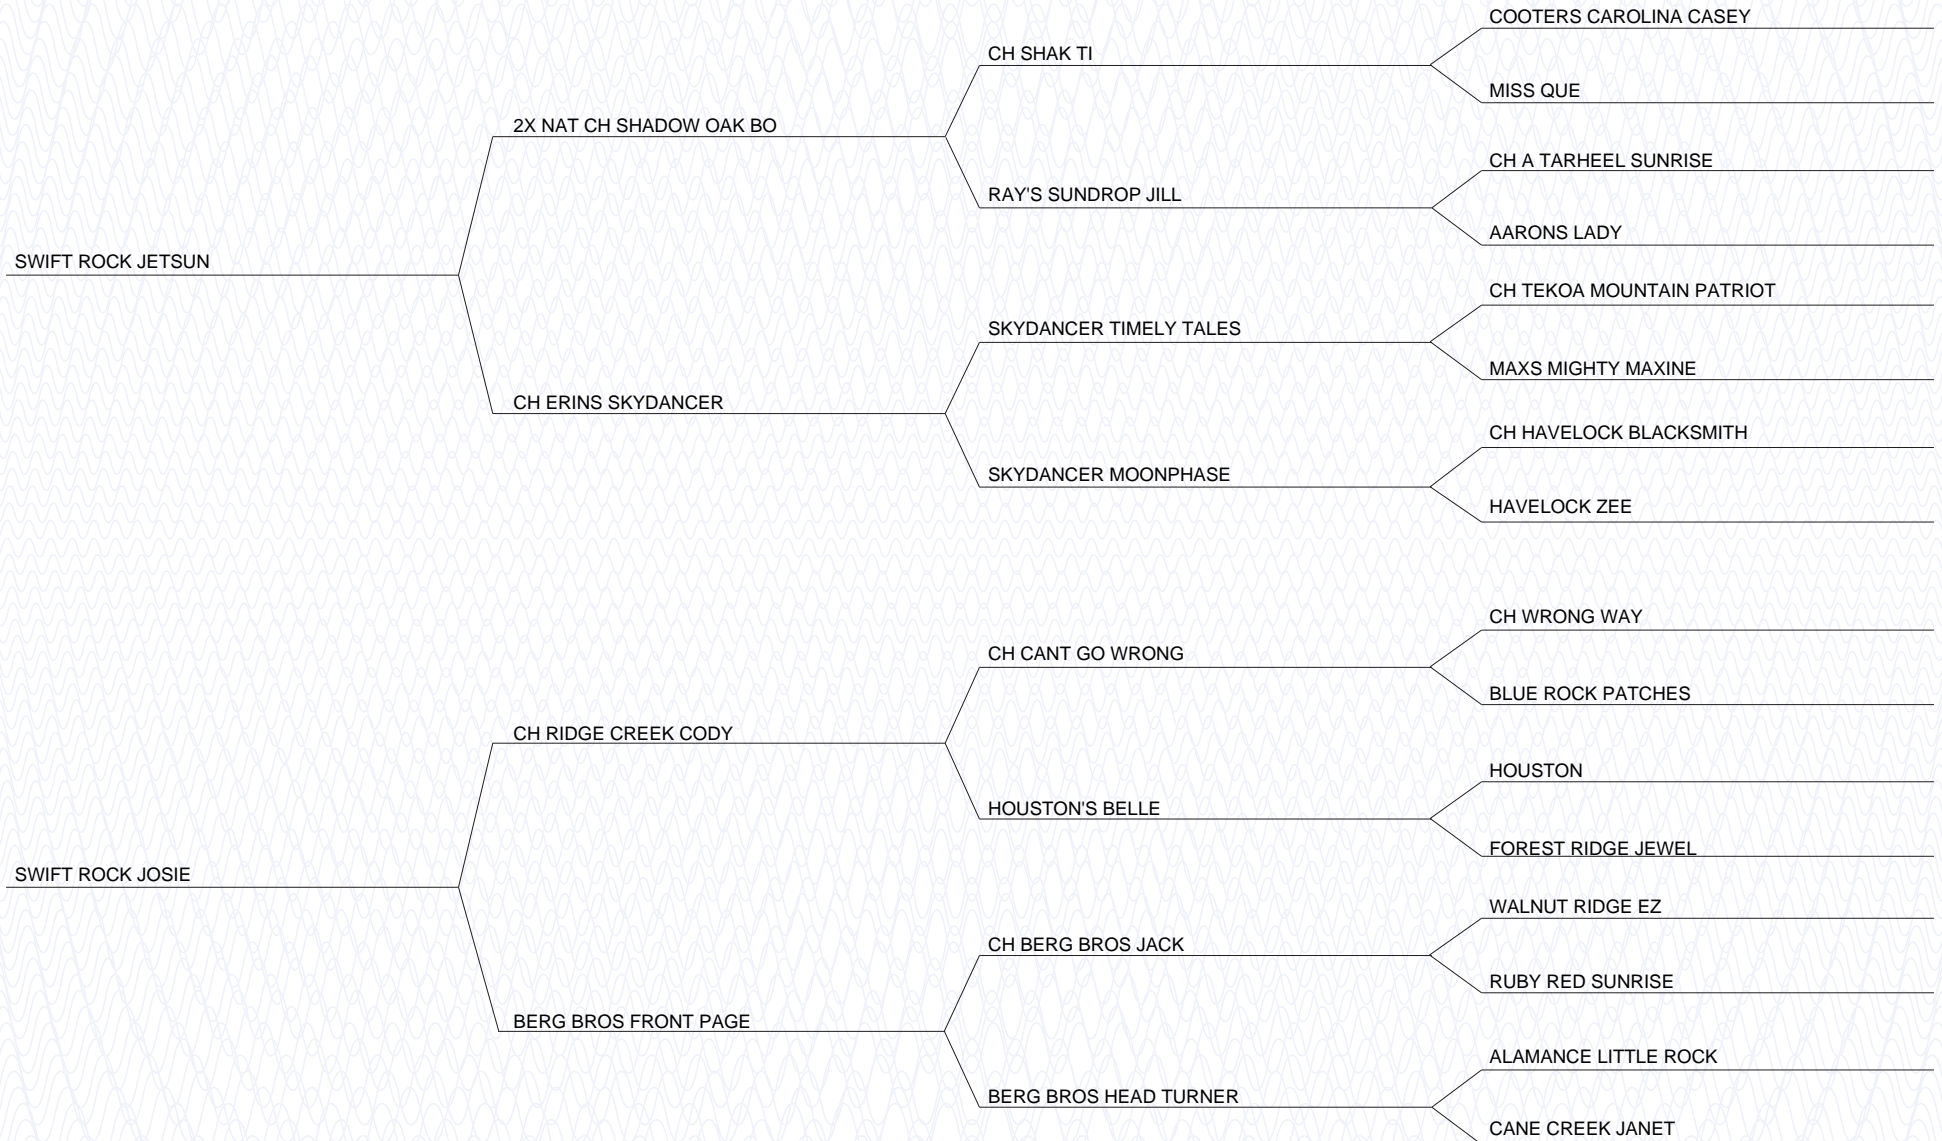 COOTERS CAROLINA CASEY
CH SHAK TI
MISS QUE
2X NAT CH SHADOW OAK BO
CH A TARHEEL SUNRISE
RAY'S SUNDROP JILL
AARONS LADY
SWIFT ROCK JETSUN
CH TEKOA MOUNTAIN PATRIOT
SKYDANCER TIMELY TALES
MAXS MIGHTY MAXINE
CH ERINS SKYDANCER
CH HAVELOCK BLACKSMITH
SKYDANCER MOONPHASE
HAVELOCK ZEE
CH WRONG WAY
CH CANT GO WRONG
BLUE ROCK PATCHES
CH RIDGE CREEK CODY
HOUSTON
HOUSTON'S BELLE
FOREST RIDGE JEWEL
SWIFT ROCK JOSIE
WALNUT RIDGE EZ
CH BERG BROS JACK
RUBY RED SUNRISE
BERG BROS FRONT PAGE
ALAMANCE LITTLE ROCK
BERG BROS HEAD TURNER
CANE CREEK JANET